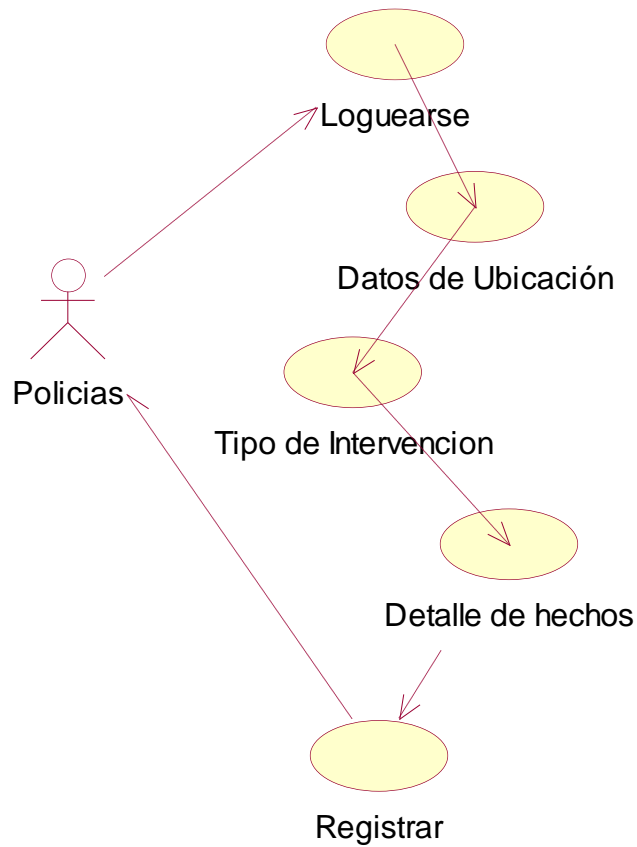 Loguearse
Datos de Ubicación
Policias
Tipo de Intervencion
Detalle de hechos
Registrar